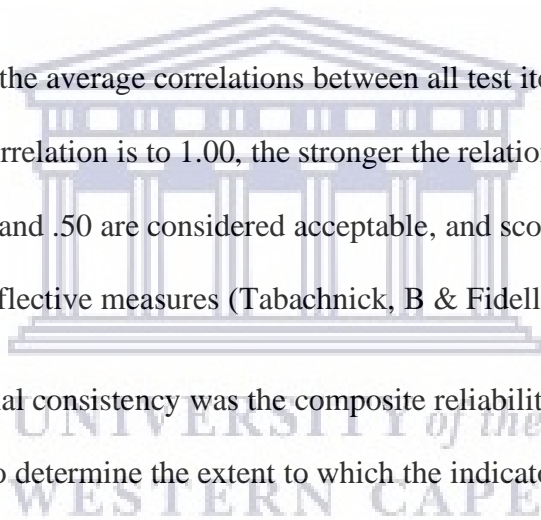 the average correlations between all test ite
rrelation is to 1.00, the stronger the relation
and .50 are considered acceptable, and sco
flective measures (Tabachnick, B & Fidell
al consistency was the composite reliability
UNIVERSITY of the
o determine the extent to which the indicato
WESTERN CAPE